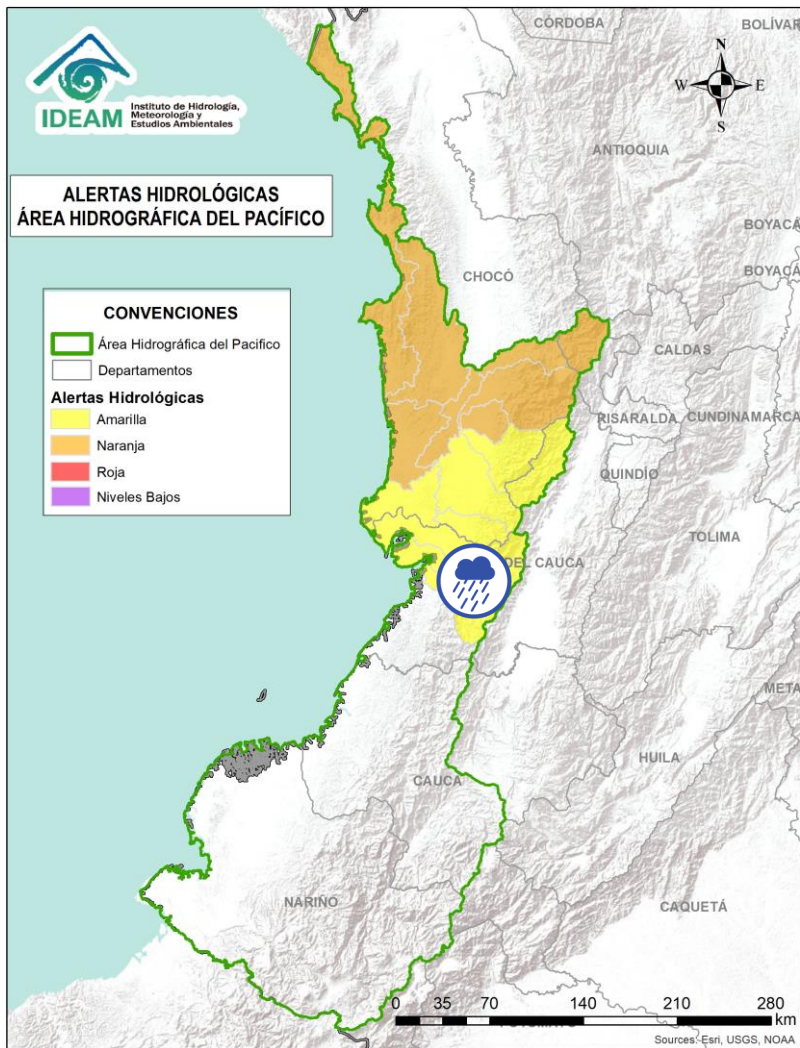 CÓRDOBA
BOLÍVAR
N
W
E
S
IDEAM
Instituto de Hidrología,
Meteorología y
Estudios Ambientales
ANTIOQUIA
ALERTAS HIDROLÓGICAS
ÁREA HIDROGRÁFICA DEL PACÍFICO
BOYACÁ
CHOCÓ
BOYACÁ
CONVENCIONES
Área Hidrográfica del Pacifico
Departamentos
Alertas Hidrológicas
Amarilla
Naranja
Roja
Niveles Bajos
CALDAS
RISARALDA
CUNDINAMARCA
QUINDÍO
TOLIMA
DEL CAUCA
META
HUILA
CAUCA
NARIÑO
CAQUETÁ
0 35 70 140 210 280
km
Sources: Esri, USGS, NOAA